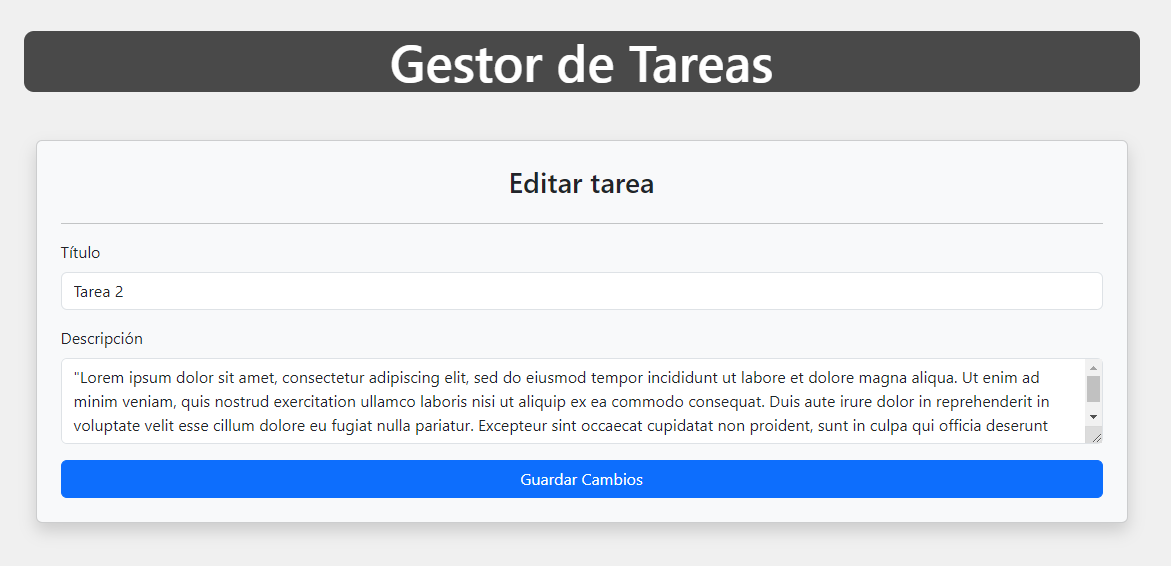 Gestor de Tareas
Editar tarea
Título
Tarea 2
Descripción
"Lorem ipsum dolor sit amet, consectetur adipiscing elit, sed do eiusmod tempor incididunt ut labore et dolore magna aliqua. Ut enim ad
minim veniam, quis nostrud exercitation ullamco laboris nisi ut aliquip ex ea commodo consequat. Duis aute irure dolor in reprehenderit in
voluptate velit esse cillum dolore eu fugiat nulla pariatur. Excepteur sint occaecat cupidatat non proident, sunt in culpa qui officia deserunt
Guardar Cambios